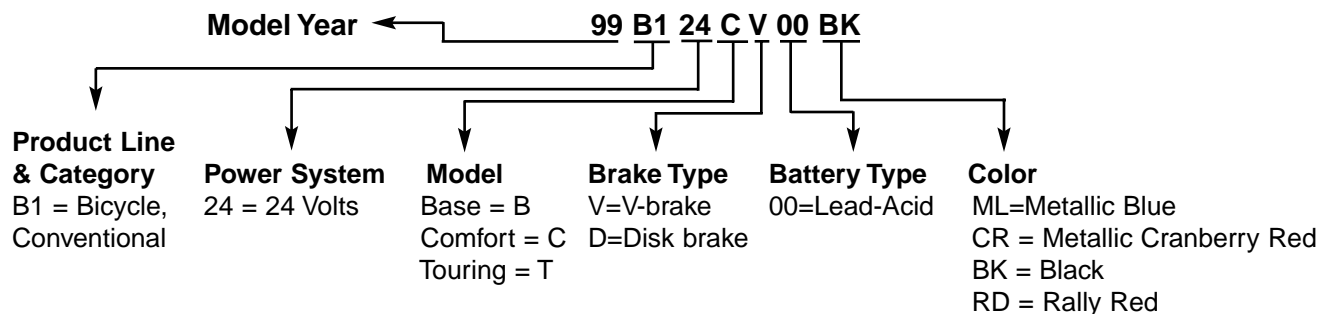 Model Year
99 B1 24 C V 00 BK
Product Line
& Category
B1 = Bicycle,
Conventional
Power System
24 = 24 Volts
Model
Base = B
Comfort = C
Touring = T
Brake Type
V=V-brake
D=Disk brake
Battery Type
00=Lead-Acid
Color
ML=Metallic Blue
CR = Metallic Cranberry Red
BK = Black
RD = Rally Red